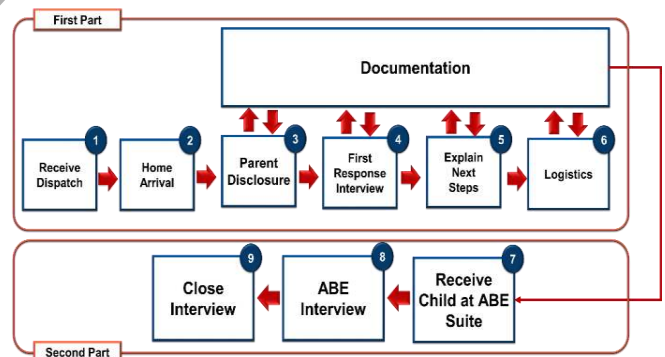 First Part
Documentation
1
Receive
Dispatch
2
Home
Arrival
3
Parent
Disclosure
4
First
Response
Interview
5
Explain
Next
Steps
6
Logistics
9
Close
Interview
8
ABE
Interview
7
Receive
Child at ABE
Suite
Second Part